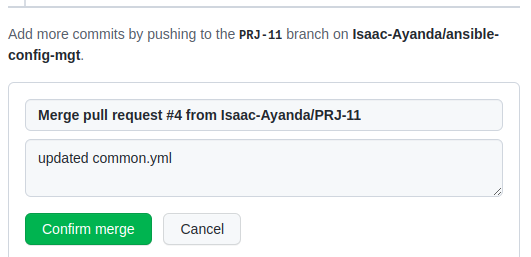 Add more commits by pushing to the PRJ-11 branch on Isaac-Ayanda/ansible-
config-mgt.
Merge pull request #4 from Isaac-Ayanda/PRJ-11
updated common.yml
Confirm merge Cancel